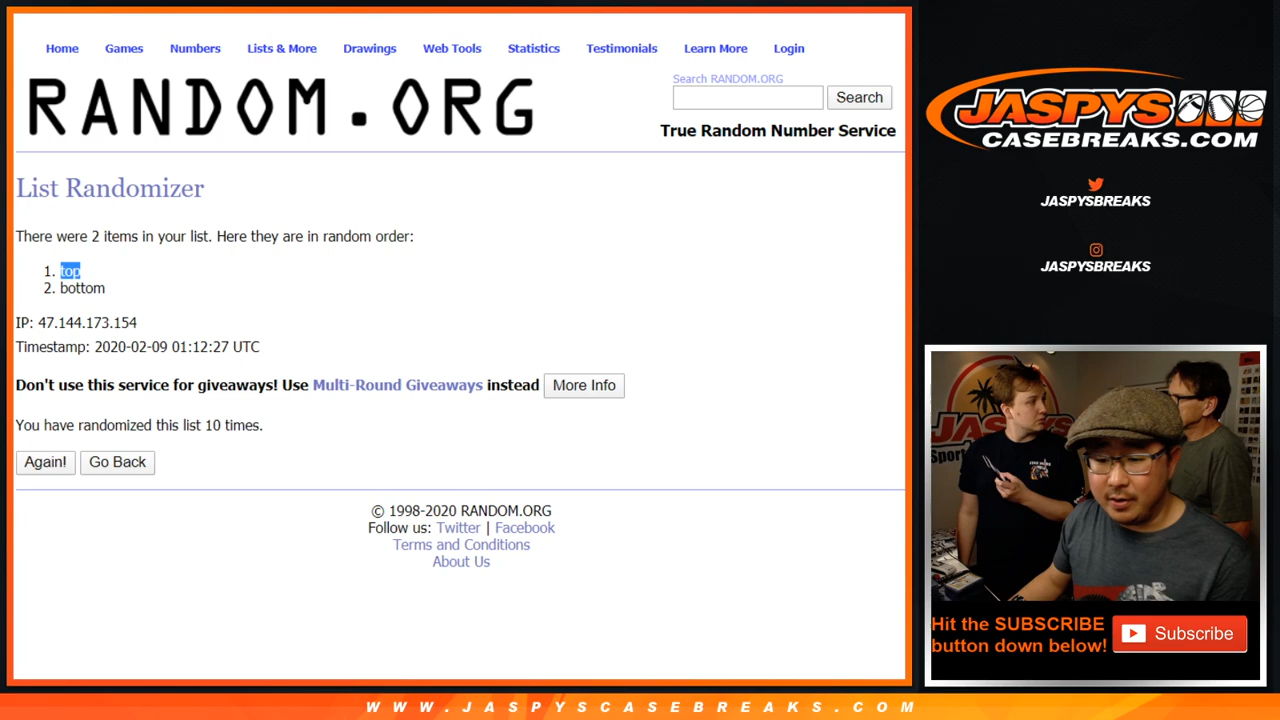 Home Games Numbers Lists & More Drawings Web Tools Statistics Testimonials Learn More Login
RANDOM.ORG
Search RANDOM.ORG
Search
True Random Number Service
List Randomizer
There were 2 items in your list. Here they are in random order:
1. top
2. bottom
IP: 47.144.173.154
Timestamp: 2020-02-09 01:12:27 UTC
Don't use this service for giveaways! Use Multi-Round Giveaways instead More Info
You have randomized this list 10 times.
Again! Go Back
© 1998-2020 RANDOM.ORG
Follow us: Twitter | Facebook
Terms and Conditions
About Us
JASPYS
CASEBREAKS.COM
JASPYSBREAKS
JASPYSBREAKS
JASPYS
Hit the SUBSCRIBE
button down below!
Subscribe
WWW.JASPYSCASEBREAKS.COM